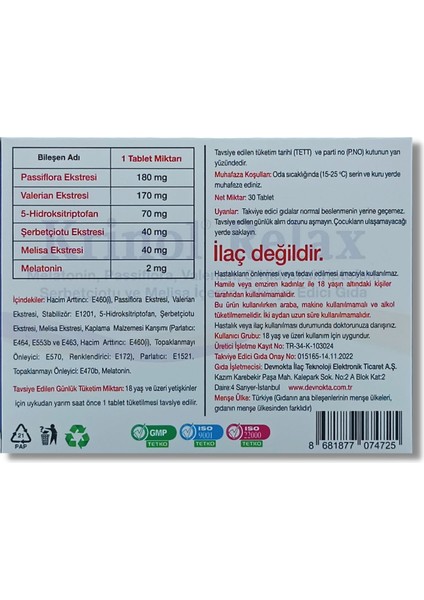 Bileşen Adı 1 Tablet Miktarı
Passiflora Ekstresi 180 mg
Valerian Ekstresi 170 mg
5-Hidroksitriptofan 70 mg
Şerbetçiotu Ekstresi 40 mg
Melisa Ekstresi 40 mg
Melatonin 2 mg
İçindekiler: Hacim Arttırıcı: E460(i), Passiflora Ekstresi, Valerian
Ekstresi, Stabilizör: E1201, 5-Hidroksitriptofan, Şerbetçiotu
Ekstresi, Melisa Ekstresi, Kaplama Malzemesi Karışımı (Parlatıcı:
E464, E553b ve E463, Hacim Arttırıcı: E460(i), Topaklanmayı
Önleyici: E570, Renklendirici: E172), Parlatıcı: E1521,
Topaklanmayı Önleyici: E470b, Melatonin.
Tavsiye Edilen Günlük Tüketim Miktarı: 18 yaş ve üzeri yetişkinler
için uykudan yarım saat önce 1 tablet tüketilmesi tavsiye edilir.
21
PAP
GMP
TETKO
ISO
9001
TETKO
ISO
22000
TETKO
Tavsiye edilen tüketim tarihi (TETT) ve parti no (P.NO) kutunun yan
yüzündedir.
Muhafaza Koşulları: Oda sıcaklığında (15-25 °C) serin ve kuru yerde
muhafaza ediniz.
Net Miktar: 30 Tablet
Uyarılar: Takviye edici gıdalar normal beslenmenin yerine geçemez.
Tavsiye edilen günlük alım dozunu aşmayın. Çocukların ulaşamayacağı
yerde saklayın.
İlaç değildir.
Hastalıkların önlenmesi veya tedavi edilmesi amacıyla kullanılmaz.
Hamile veya emziren kadınlar ile 18 yaşın altındaki kişiler
tarafından kullanılmamalıdır.
Bu ürün kullanılırken araba, makine kullanılmamalı ve alkol
tüketilmemelidir. İki aydan uzun süre kullanılmamalıdır.
Hastalık veya ilaç kullanılması durumunda doktorunuza danışın.
Kullanıcı Grubu: 18 yaş ve üzeri yetişkinlerin kullanımına uygundur.
Üretici İşletme Kayıt No: TR-34-K-103024
Takviye Edici Gıda Onay No: 015165-14.11.2022
Gıda İşletmecisi: Devnokta İlaç Teknoloji Elektronik Ticaret A.Ş.
Kazım Karabekir Paşa Mah. Kalepark Sok. No:2 A Blok Kat:2
Daire:4 Sarıyer-İstanbul www.devnokta.com.tr
Menşe Ülke: Türkiye (Gıdanın ana bileşenlerinin menşe ülkeleri,
gıdanın menşe ülkesinden farklıdır)
8 681877 074725